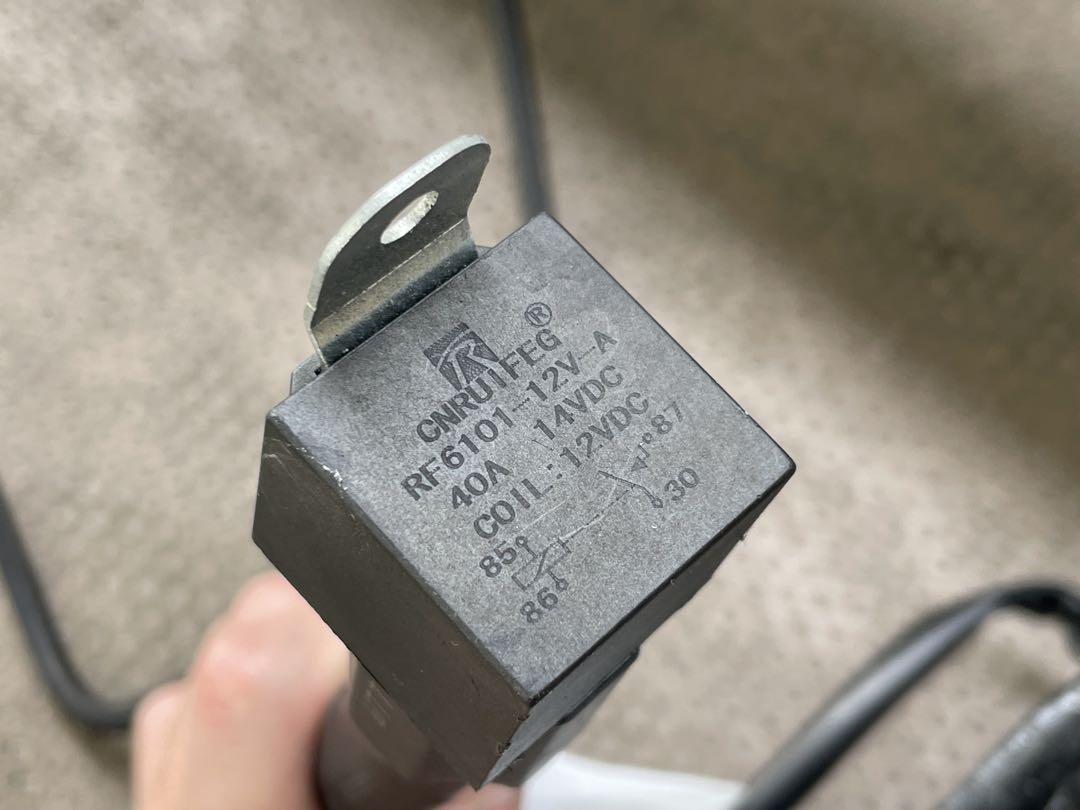 CNRUIFEG®
RF6101-12V-A
40A 14VDC
COIL:12VDC
85 87
86 30